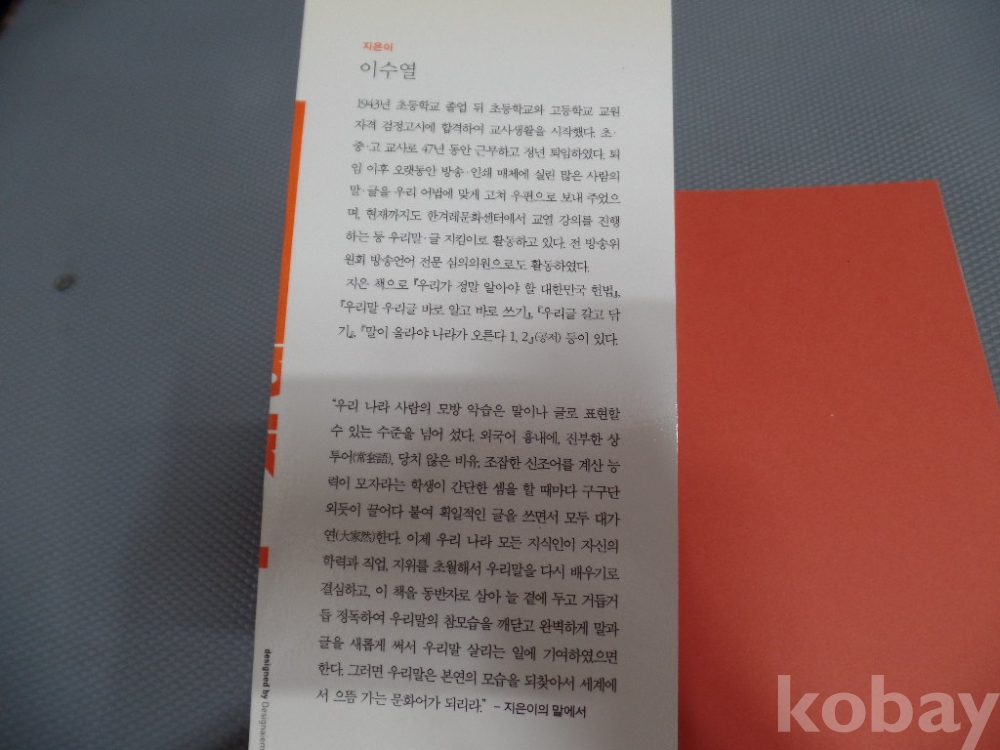 지은이
이수열
1943년 초등학교 졸업 뒤 초등학교와 고등학교 교원
자격 검정고시에 합격하여 교사생활을 시작했다. 초·
중·고 교사로 47년 동안 근무하고 정년 퇴임하였다. 퇴
임 이후 오랫동안 방송·인쇄 매체에 실린 많은 사람의
말·글을 우리 어법에 맞게 고쳐 우편으로 보내 주었으
며, 현재까지도 한겨레문화센터에서 교열 강의를 진행
하는 등 우리말·글 지킴이로 활동하고 있다. 전 방송위
원회 방송언어 전문 심의의원으로도 활동하였다.
지은 책으로 『우리가 정말 알아야 할 대한민국 헌법』,
『우리말 우리글 바로 알고 바로 쓰기』, 『우리글 갈고 닦
기』, 『말이 올라야 나라가 오른다 1, 2』(공저) 등이 있다.
“우리 나라 사람의 모방 악습은 말이나 글로 표현할
수 있는 수준을 넘어 섰다. 외국어 흉내에, 진부한 상
투어(常套語), 당치 않은 비유, 조잡한 신조어를 계산 능
력이 모자라는 학생이 간단한 셈을 할 때마다 구구단
외듯이 끌어다 붙여 획일적인 글을 쓰면서 모두 대가
연(大家然)한다. 이제 우리 나라 모든 지식인이 자신의
학력과 직업, 지위를 초월해서 우리말을 다시 배우기로
결심하고, 이 책을 동반자로 삼아 늘 곁에 두고 거듭거
듭 정독하여 우리말의 참모습을 깨닫고 완벽하게 말과
글을 새롭게 써서 우리말 살리는 일에 기여하였으면
한다. 그러면 우리말은 본연의 모습을 되찾아서 세계에
서 으뜸 가는 문화어가 되리라.” - 지은이의 말에서
designed by
kobay